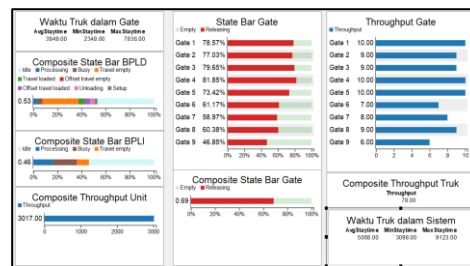 Waktu Truk dalam Gate
AvgStaytime MinStaytime MaxStaytime
3949.00 2348.00 7836.00
Composite State Bar BPLD
Idle Processing Busy Travel empty
Travel loaded Offset travel empty
Offset travel loaded Unloading Setup
0.53
0% 20% 40% 60% 80% 100%
Composite State Bar BPLI
Idle Processing Busy Travel empty
0.46
0% 20% 40% 60% 80% 100%
Composite Throughput Unit
Throughput
3017.00
0 1000 2000 3000
State Bar Gate
Empty Releasing
Gate 1 78.57%
Gate 2 77.03%
Gate 3 79.65%
Gate 4 81.85%
Gate 5 73.42%
Gate 6 61.17%
Gate 7 58.97%
Gate 8 60.38%
Gate 9 46.85%
0% 20% 40% 60% 80% 100%
Composite State Bar Gate
Empty Releasing
0.69
0% 20% 40% 60% 80% 100%
Throughput Gate
Throughput
Gate 1 10.00
Gate 2 9.00
Gate 3 9.00
Gate 4 10.00
Gate 5 10.00
Gate 6 7.00
Gate 7 8.00
Gate 8 9.00
Gate 9 6.00
0 2 4 6 8 10
Composite Throughput Truk
Throughput
78.00
Waktu Truk dalam Sistem
AvgStaytime MinStaytime MaxStaytime
5068.00 3098.00 9123.00